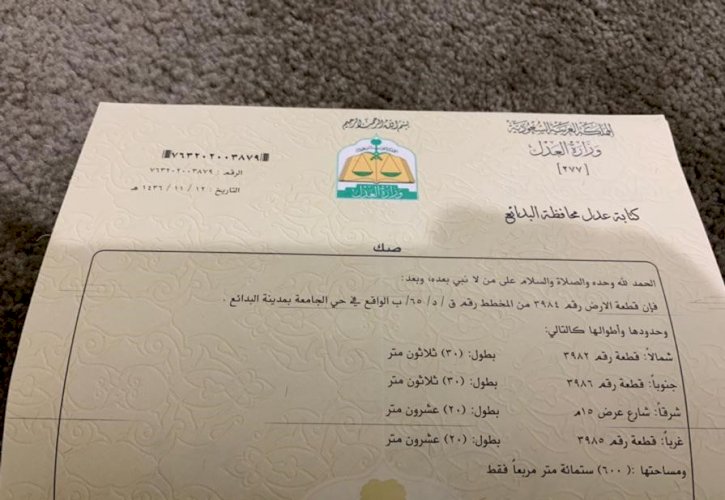 بسم الله الرحمن الرحيم
المملكة العربية السعودية
وزارة العدل
[٢٧٧]
كتابة عدل محافظة البدائع
وزارة العدل
٧٦٣٢٠٢٠٠٣٨٧٩
الرقم : ٧٦٣٢٠٢٠٠٣٨٧٩
التاريخ : ١٢ / ١١ / ١٤٣٦ هـ
صك
الحمد لله وحده والصلاة والسلام على من لا نبي بعده، وبعد:
فإن قطعة الارض رقم ٣٩٨٤ من المخطط رقم ق / د / ٦٥/ ب الواقع في حي الجامعة بمدينة البدائع .
وحدودها وأطوالها كالتالي:
شمالاً: قطعة رقم ٣٩٨٢ بطول: (٣٠) ثلاثون متر
جنوباً: قطعة رقم ٣٩٨٦ بطول: (٣٠) ثلاثون متر
شرقاً: شارع عرض ١٥م بطول: (٢٠) عشرون متر
غرباً: قطعة رقم ٣٩٨٥ بطول: (٢٠) عشرون متر
ومساحتها :(٦٠٠) ستمائة متر مربعاً فقط